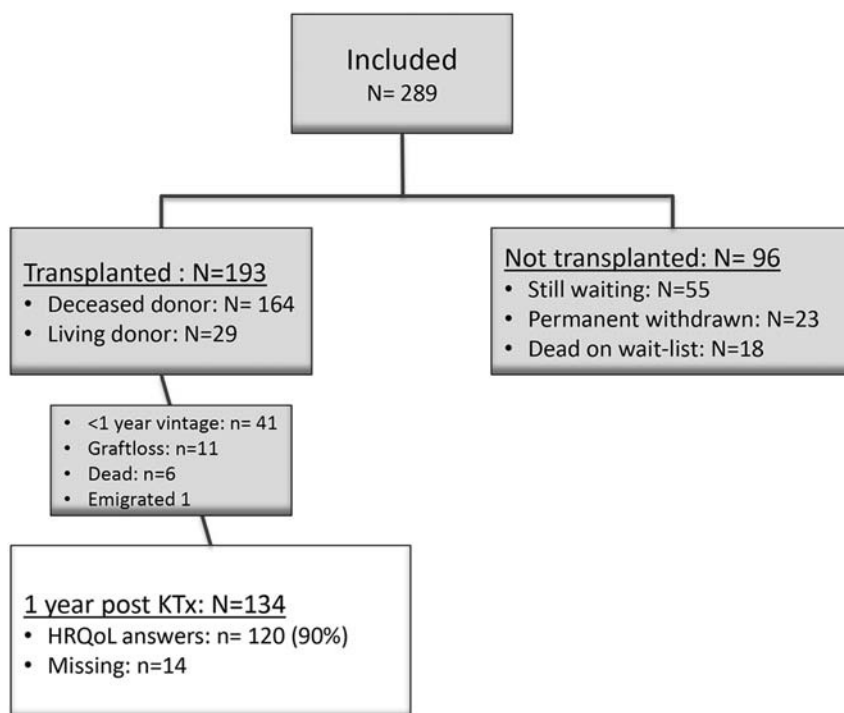 Included
N= 289
Transplanted : N=193
• Deceased donor: N= 164
• Living donor: N=29
Not transplanted: N= 96
• Still waiting: N=55
• Permanent withdrawn: N=23
• Dead on wait-list: N=18
• <1 year vintage: n= 41
• Graftloss: n=11
• Dead: n=6
• Emigrated 1
1 year post KTx: N=134
• HRQoL answers: n= 120 (90%)
• Missing: n=14